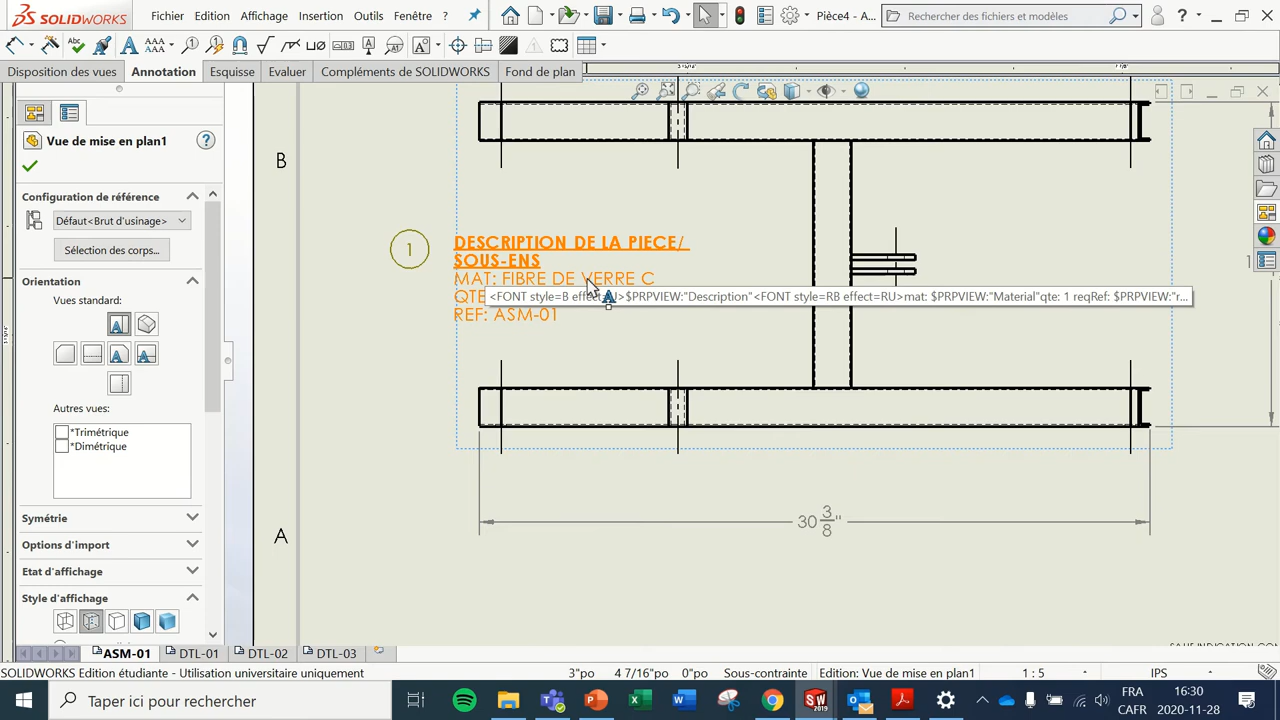 SOLIDWORKS
Fichier Edition Affichage Insertion Outils Fenêtre ?
Pièce4 - A...
Rechercher des fichiers et modèles
?
Disposition des vues Annotation Esquisse Evaluer Compléments de SOLIDWORKS Fond de plan
Vue de mise en plan1
Configuration de référence
Défaut<Brut d'usinage>
Sélection des corps...
Orientation
Vues standard:
Autres vues:
*Trimétrique
*Dimétrique
Symétrie
Options d'import
Etat d'affichage
Style d'affichage
B
A
1
DESCRIPTION DE LA PIECE/
SOUS-ENS
MAT: FIBRE DE VERRE C
QTE
<FONT style=B effect=U>$PRPVIEW:"Description"<FONT style=RB effect=RU>mat: $PRPVIEW:"Material"qte: 1 reqRef: $PRPVIEW:"r...
REF: ASM-01
30 3/8"
1
ASM-01 DTL-01 DTL-02 DTL-03
SOLIDWORKS Edition étudiante - Utilisation universitaire uniquement
3"po 4 7/16"po 0"po Sous-contrainte Edition: Vue de mise en plan1 1 : 5 IPS
Taper ici pour rechercher
FRA
CAFR
16:30
2020-11-28